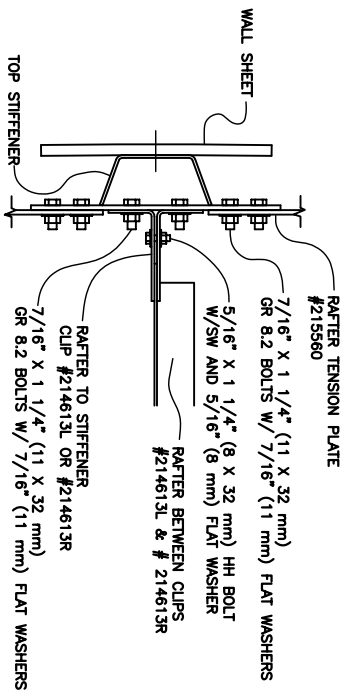 WALL SHEET
TOP STIFFENER
RAFTER TENSION PLATE
#215560
7/16" X 1 1/4" (11 X 32 mm)
GR 8.2 BOLTS W/ 7/16" (11 mm) FLAT WASHERS
5/16" X 1 1/4" (8 X 32 mm) HH BOLT
W/SW AND 5/16" (8 mm) FLAT WASHER
RAFTER BETWEEN CLIPS
#214613L & # 214613R
RAFTER TO STIFFENER
CLIP #214613L OR #214613R
7/16" X 1 1/4" (11 X 32 mm)
GR 8.2 BOLTS W/ 7/16" (11 mm) FLAT WASHERS